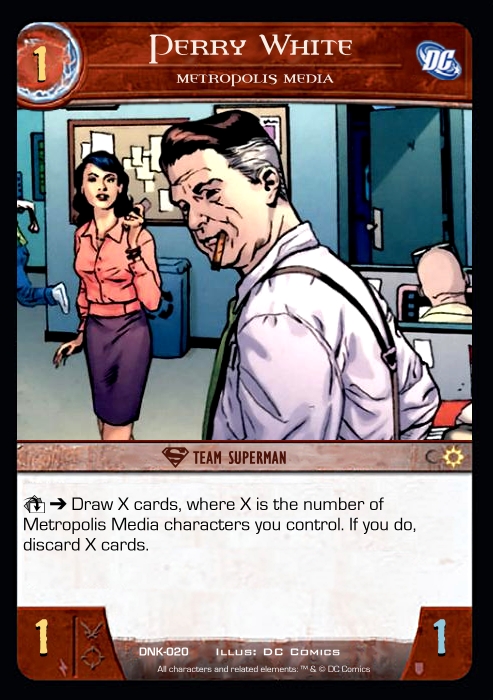 1
PERRY WHITE
METROPOLIS MEDIA
DC
TEAM SUPERMAN
C
➔ Draw X cards, where X is the number of
Metropolis Media characters you control. If you do,
discard X cards.
1
1
DNK-020 ILLUS: DC COMICS
All characters and related elements: ™ & © DC Comics